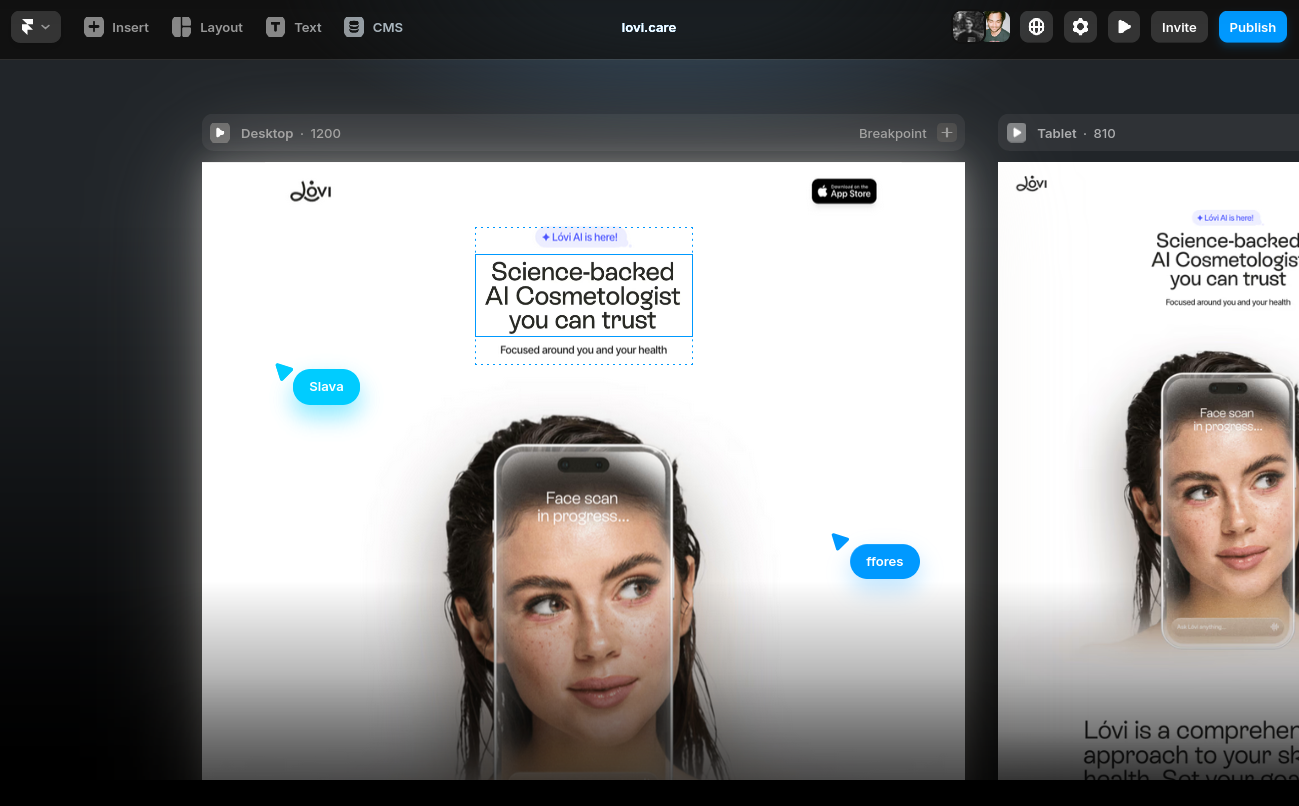 Insert
Layout
Text
CMS
lovi.care
Invite
Publish
Desktop · 1200
Breakpoint
Tablet · 810
Lóvi
Download on the
App Store
Lóvi AI is here!
Science-backed
AI Cosmetologist
you can trust
Focused around you and your health
Slava
Face scan
in progress...
ffores
Lóvi
Lóvi AI is here!
Science-backed
AI Cosmetologist
you can trust
Focused around you and your health
Face scan
in progress...
Ask Lóvi anything...
Lóvi is a comprehen
approach to your sk
health. Set your goa